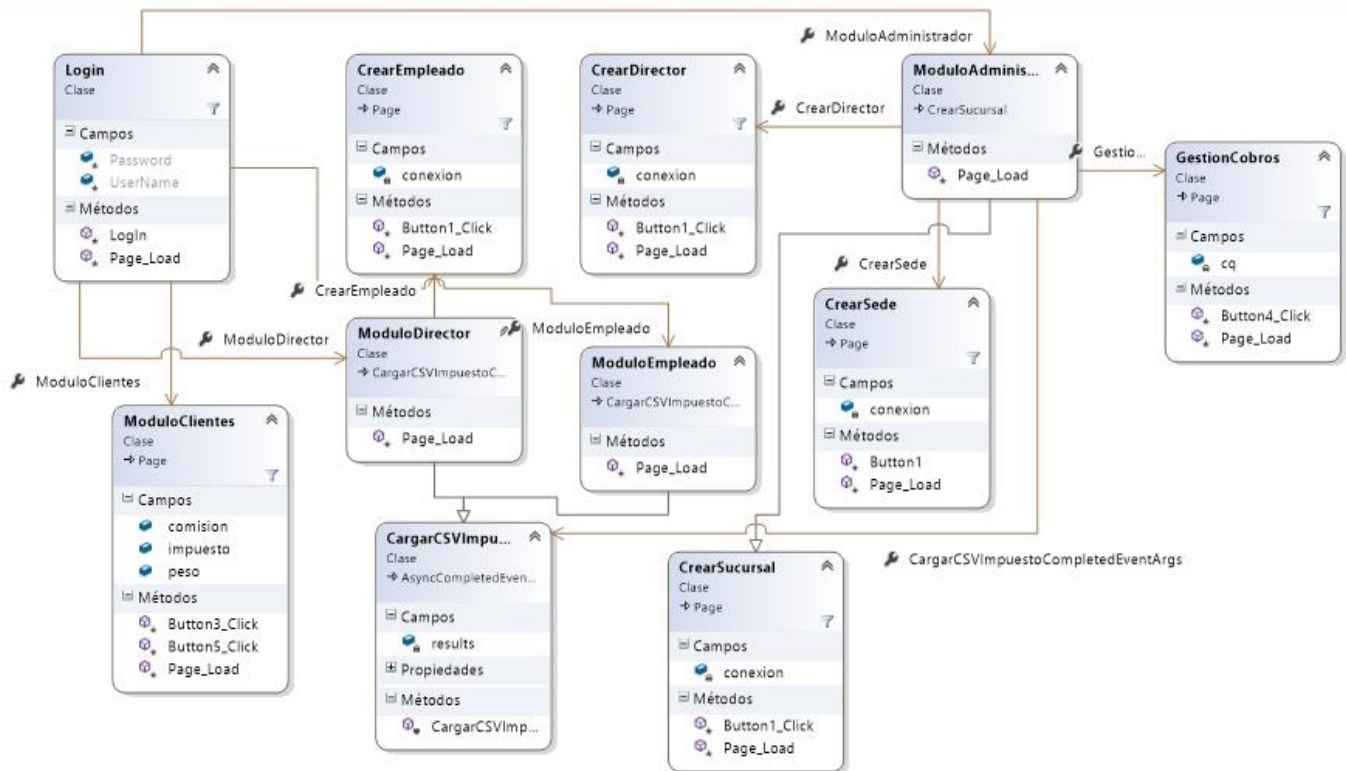 ModuloAdministrador
Login
Clase
Campos
Password
UserName
Métodos
LogIn
Page_Load
CrearEmpleado
Clase
Page
Campos
conexion
Métodos
Button1_Click
Page_Load
CrearDirector
Clase
Page
Campos
conexion
Métodos
Button1_Click
Page_Load
CrearDirector
ModuloAdminis...
Clase
CrearSucursal
Métodos
Page_Load
Gestio...
GestionCobros
Clase
Page
Campos
cq
Métodos
Button4_Click
Page_Load
CrearEmpleado
CrearSede
ModuloDirector
ModuloEmpleado
ModuloClientes
ModuloDirector
Clase
CargarCSVImpuestoC...
Métodos
Page_Load
ModuloEmpleado
Clase
CargarCSVImpuestoC...
Métodos
Page_Load
CrearSede
Clase
Page
Campos
conexion
Métodos
Button1
Page_Load
ModuloClientes
Clase
Page
Campos
comision
impuesto
peso
Métodos
Button3_Click
Button5_Click
Page_Load
CargarCSVImpu...
Clase
AsyncCompletedEven...
Campos
results
Propiedades
Métodos
CargarCSVImp...
CrearSucursal
Clase
Page
Campos
conexion
Métodos
Button1_Click
Page_Load
CargarCSVImpuestoCompletedEventArgs